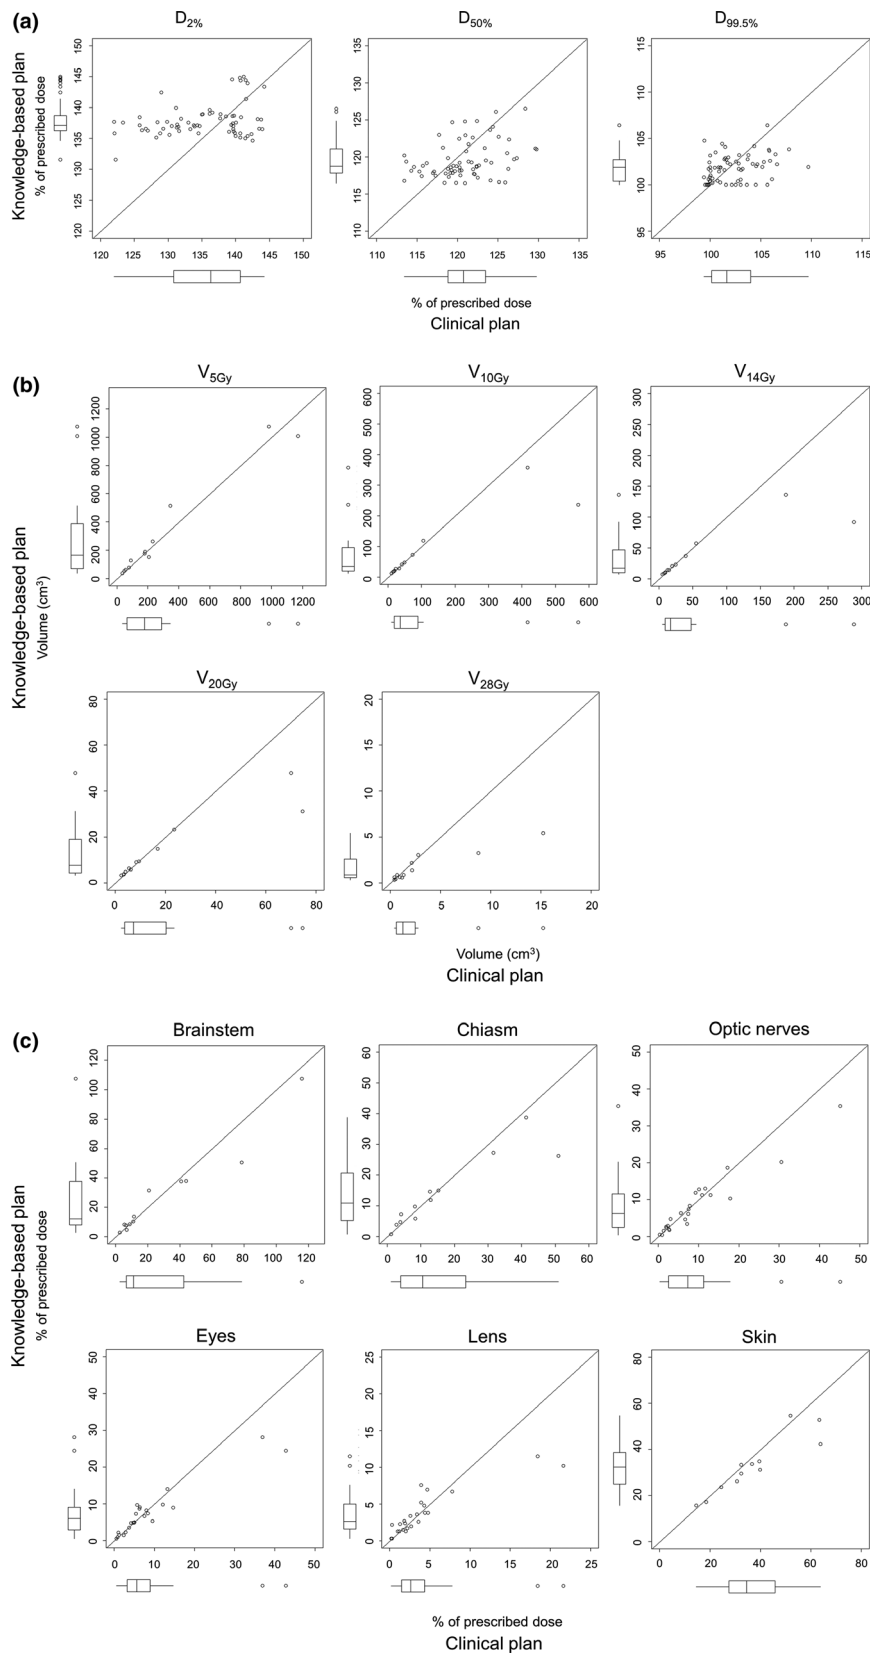 (a)
D2%
D50%
D99.5%
Knowledge-based plan
% of prescribed dose
120 130 135 140 150
110 115 120 125 130 135
95 100 105 110 115
120 130 140 150
110 115 120 125 135
95 100 105 110 115
% of prescribed dose
Clinical plan
(b)
V5Gy
V10Gy
V14Gy
Knowledge-based plan
Volume (cm3)
0 200 400 600 800 1000 1200
0 100 200 300 400 500 600
0 50 100 150 200 250 300
0 200 400 600 800 1000 1200
0 100 200 300 400 500 600
0 50 100 150 200 250 300
V20Gy
V28Gy
0 20 40 60 80
0 5 10 15 20
0 20 40 60 80
0 5 10 15 20
Volume (cm3)
Clinical plan
(c)
Brainstem
Chiasm
Optic nerves
Knowledge-based plan
% of prescribed dose
0 20 40 60 80 100 120
0 10 20 30 40 50 60
0 10 20 30 40 50
0 20 40 60 80 100 120
0 10 20 30 40 50 60
0 10 20 30 40 50
Eyes
Lens
Skin
0 10 20 30 40 50
0 5 10 15 20 25
0 20 40 60 80
0 10 20 30 40 50
0 5 10 15 20 25
0 20 40 60 80
% of prescribed dose
Clinical plan